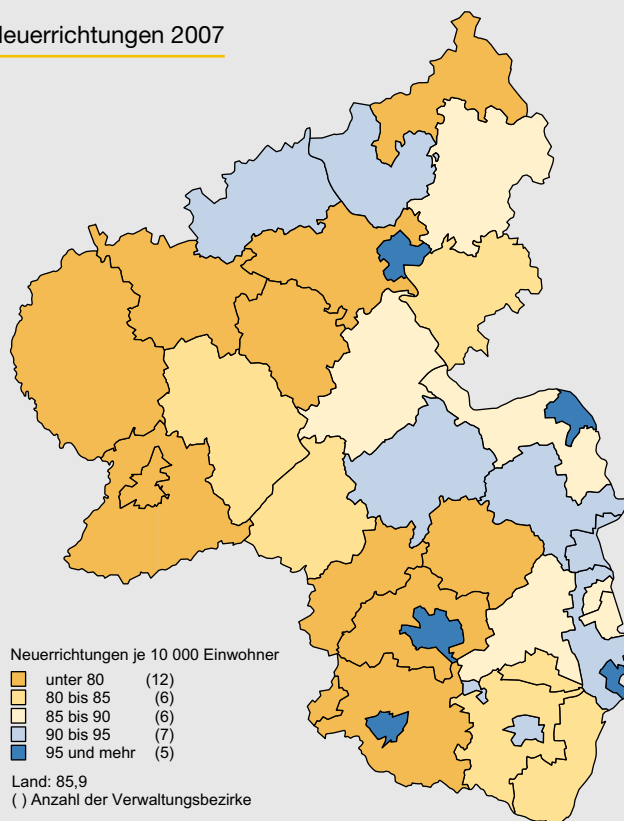 Neuerrichtungen 2007
Neuerrichtungen je 10 000 Einwohner
unter 80 (12)
80 bis 85 (6)
85 bis 90 (6)
90 bis 95 (7)
95 und mehr (5)
Land: 85,9
( ) Anzahl der Verwaltungsbezirke